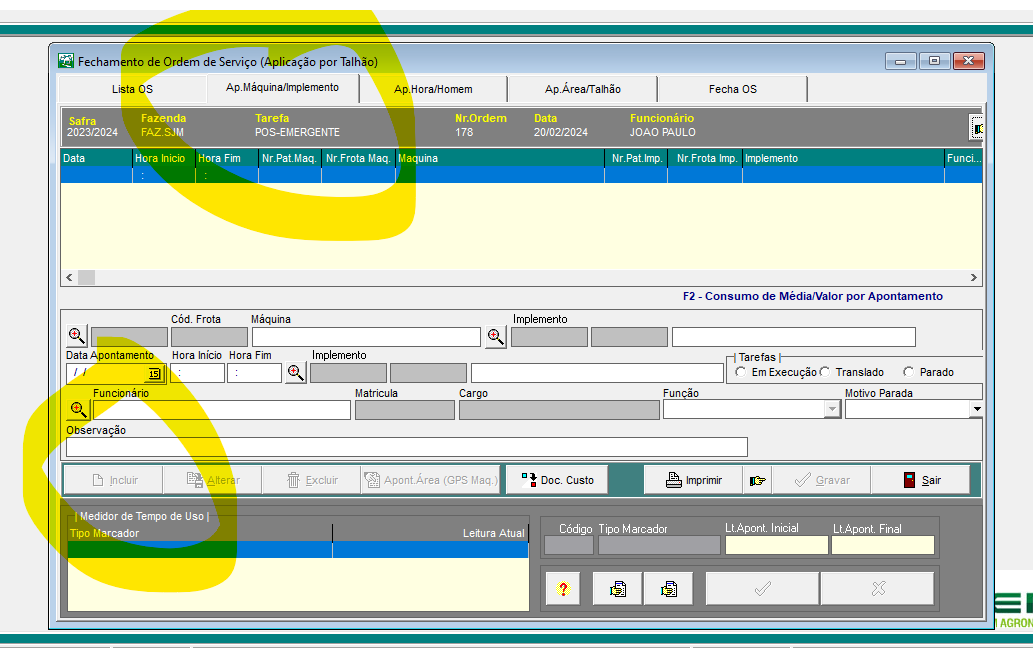 Fechamento de Ordem de Serviço (Aplicação por Talhão)
Lista OS Ap.Máquina/Implemento Ap.Hora/Homem Ap.Área/Talhão Fecha OS
Safra Fazenda Tarefa Nr.Ordem Data Funcionário
2023/2024 FAZ.SJM POS-EMERGENTE 178 20/02/2024 JOAO PAULO
Data Hora Inicio Hora Fim Nr.Pat.Maq. Nr.Frota Maq. Maquina Nr.Pat.Imp. Nr.Frota Imp. Implemento Funci...
: :
F2 - Consumo de Média/Valor por Apontamento
Cód. Frota Máquina Implemento
Data Apontamento Hora Início Hora Fim Implemento Tarefas
/ / 15 : : Em Execução Translado Parado
Funcionário Matricula Cargo Função Motivo Parada
Observação
Incluir Alterar Excluir Apont.Área (GPS Maq.) Doc. Custo Imprimir Gravar Sair
Medidor de Tempo de Uso
Tipo Marcador Leitura Atual
Código Tipo Marcador Lt.Apont. Inicial Lt.Apont. Final
?